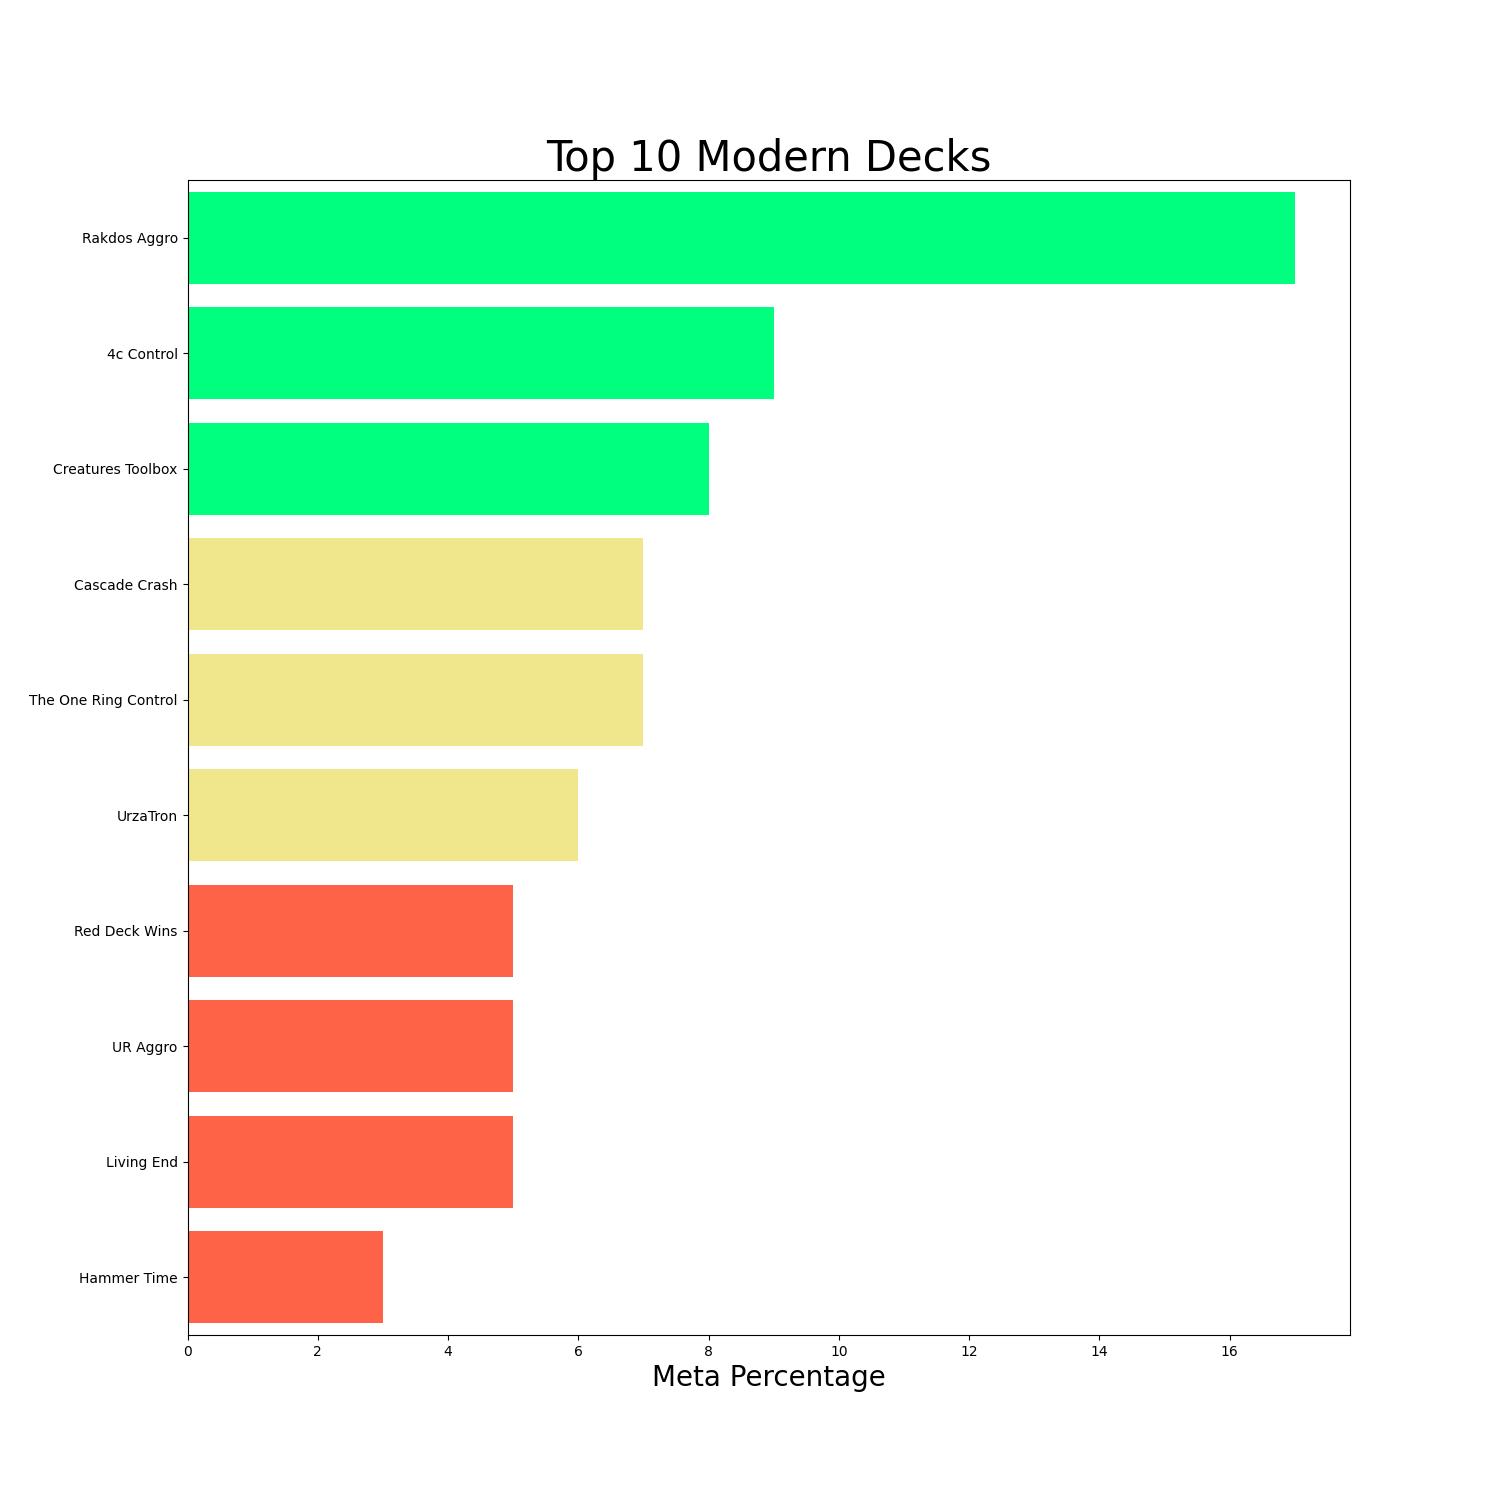 Top 10 Modern Decks
Rakdos Aggro
4c Control
Creatures Toolbox
Cascade Crash
The One Ring Control
UrzaTron
Red Deck Wins
UR Aggro
Living End
Hammer Time
0 2 4 6 8 10 12 14 16
Meta Percentage